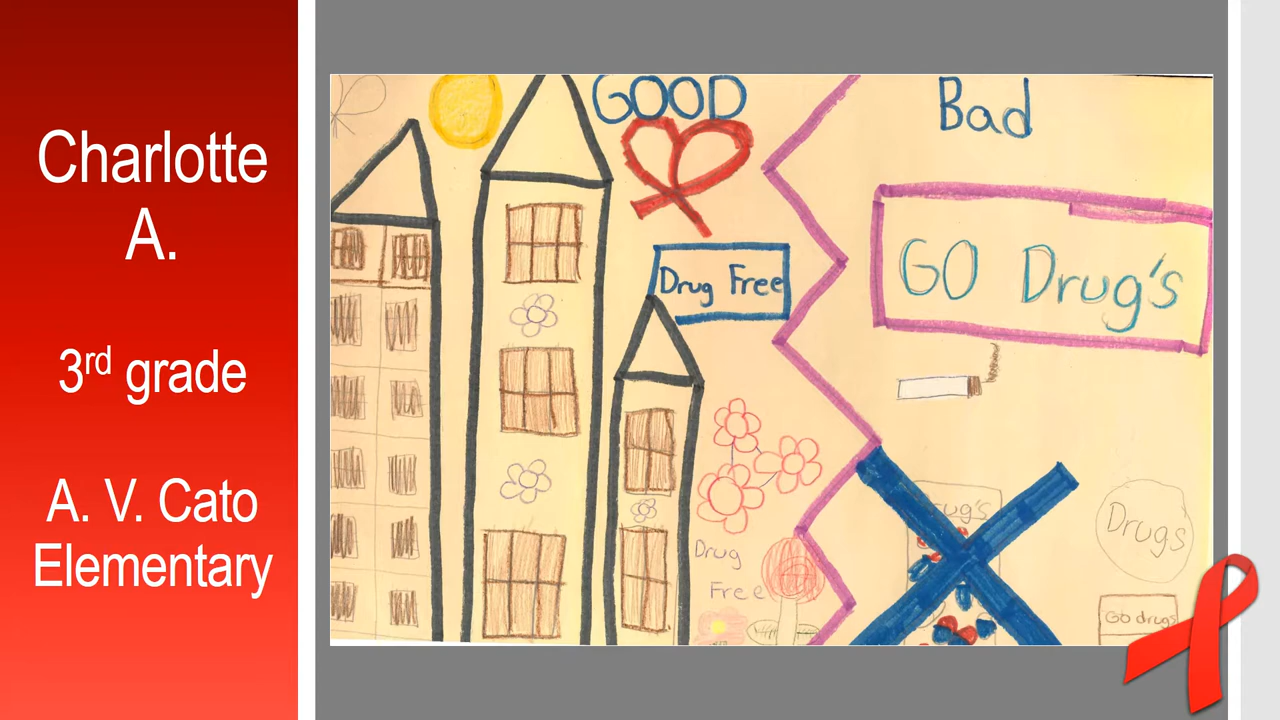 Charlotte
A.
3rd grade
A. V. Cato
Elementary
GOOD
Drug Free
Drug
Free
Bad
GO Drug's
Drugs
Go drugs